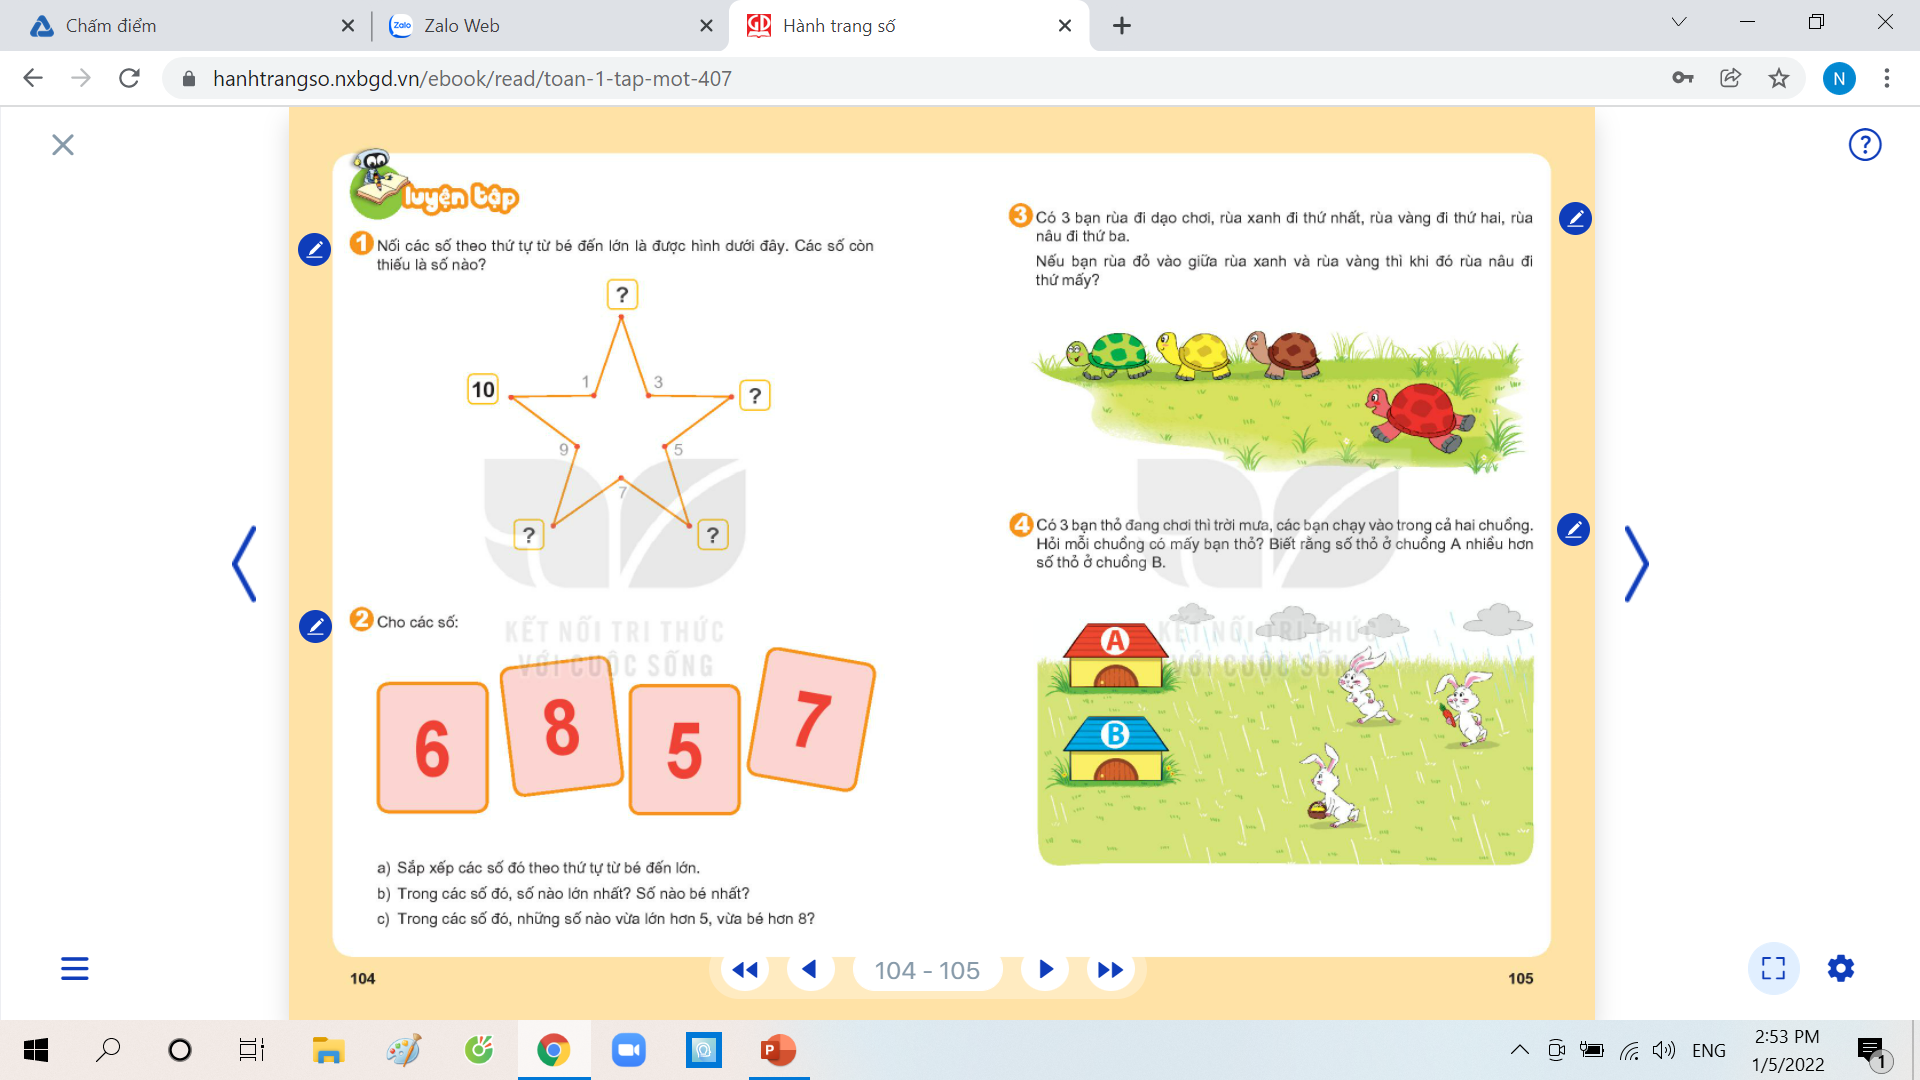 Chấm điểm
Zalo Web
Hành trang số
hanhtrangso.nxbgd.vn/ebook/read/toan-1-tap-mot-407
N
?
luyện tập
1 Nối các số theo thứ tự từ bé đến lớn là được hình dưới đây. Các số còn
thiếu là số nào?
?
10
1
3
?
9
5
7
?
?
2 Cho các số:
6
8
5
7
a) Sắp xếp các số đó theo thứ tự từ bé đến lớn.
b) Trong các số đó, số nào lớn nhất? Số nào bé nhất?
c) Trong các số đó, những số nào vừa lớn hơn 5, vừa bé hơn 8?
KẾT NỐI TRI THỨC
VỚI CUỘC SỐNG
104
3 Có 3 bạn rùa đi dạo chơi, rùa xanh đi thứ nhất, rùa vàng đi thứ hai, rùa
nâu đi thứ ba.
Nếu bạn rùa đỏ vào giữa rùa xanh và rùa vàng thì khi đó rùa nâu đi
thứ mấy?
4 Có 3 bạn thỏ đang chơi thì trời mưa, các bạn chạy vào trong cả hai chuồng.
Hỏi mỗi chuồng có mấy bạn thỏ? Biết rằng số thỏ ở chuồng A nhiều hơn
số thỏ ở chuồng B.
A
B
KẾT NỐI TRI THỨC
VỚI CUỘC SỐNG
105
104 - 105
ENG
2:53 PM
1/5/2022
1